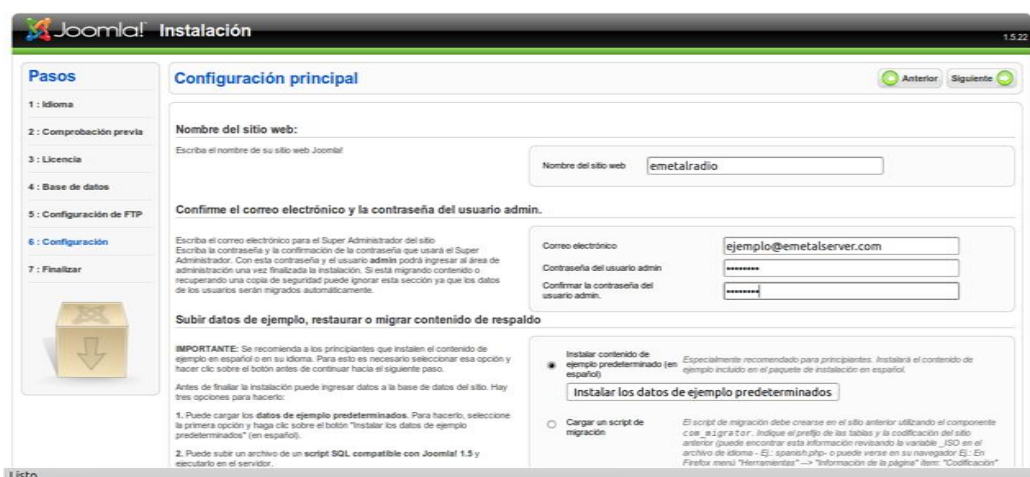 Joomla! Instalación
1.5.22
Pasos
1 : Idioma
2 : Comprobación previa
3 : Licencia
4 : Base de datos
5 : Configuración de FTP
6 : Configuración
7 : Finalizar
Configuración principal
Anterior Siguiente
Nombre del sitio web:
Escriba el nombre de su sitio web Joomla!
Nombre del sitio web emetalradio
Confirme el correo electrónico y la contraseña del usuario admin.
Escriba el correo electrónico para el Super Administrador del sitio
Escriba la contraseña y la confirmación de la contraseña que usará el Super
Administrador. Con esta contraseña y el usuario admin podrá ingresar al área de
administración una vez finalizada la instalación. Si está migrando contenido o
recuperando una copia de seguridad puede ignorar esta sección ya que los datos
de los usuarios serán migrados automáticamente.
Correo electrónico ejemplo@emetalserver.com
Contraseña del usuario admin ••••••••
Confirmar la contraseña del
usuario admin. ••••••••
Subir datos de ejemplo, restaurar o migrar contenido de respaldo
IMPORTANTE: Se recomienda a los principiantes que instalen el contenido de
ejemplo en español o en su idioma. Para esto es necesario seleccionar esa opción y
hacer clic sobre el botón antes de continuar hacia el siguiente paso.
Antes de finaliar la instalación puede ingresar datos a la base de datos del sitio. Hay
tres opciones para hacerlo:
1. Puede cargar los datos de ejemplo predeterminados. Para hacerlo, seleccione
la primera opción y haga clic sobre el botón "Instalar los datos de ejemplo
predeterminados" (en español).
2. Puede subir un archivo de un script SQL compatible con Joomla! 1.5 y
ejecutarlo en el servidor.
Instalar contenido de
ejemplo predeterminado (en
español)
Especialmente recomendado para principiantes. Instalará el contenido de
ejemplo incluido en el paquete de instalación en español.
Instalar los datos de ejemplo predeterminados
Cargar un script de
migración
El script de migración debe crearse en el sitio anterior utilizando el componente
com_migrator. Indique el prefijo de las tablas y la codificación del sitio
anterior (puede encontrar esta información revisando la variable _ISO en el
archivo de idioma - Ej.: spanish.php- o puede verse en su navegador Ej.: En
Firefox menú "Herramientas" --> "Información de la página" ítem: "Codificación"
Listo